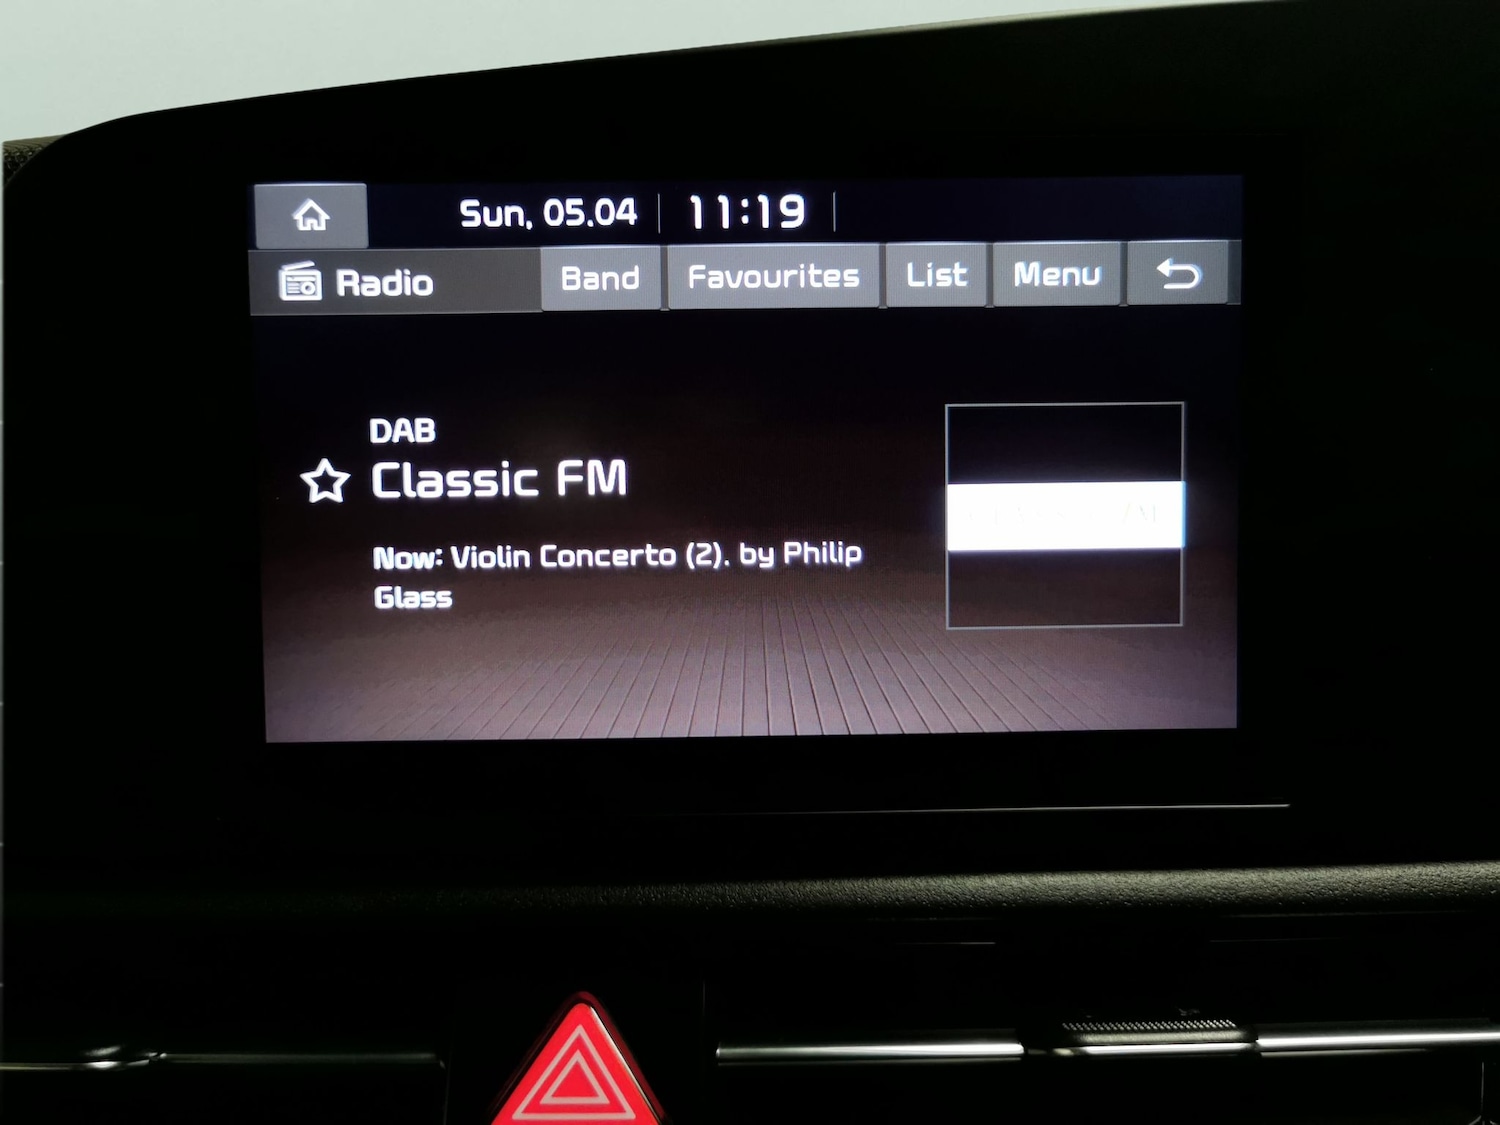 Sun, 05.04 11:19
Radio Band Favourites List Menu
DAB
Classic FM
Now: Violin Concerto (2). by Philip
Glass